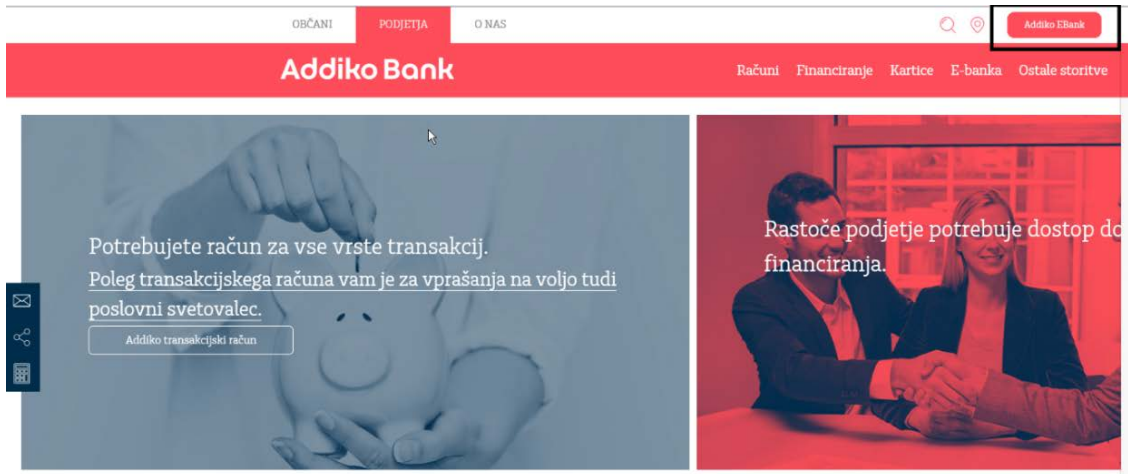 OBČANI PODJETJA O NAS Addiko EBank
Addiko Bank Računi Financiranje Kartice E-banka Ostale storitve
Potrebujete račun za vse vrste transakcij.
Poleg transakcijskega računa vam je za vprašanja na voljo tudi
poslovni svetovalec.
Addiko transakcijski račun
Rastoče podjetje potrebuje dostop do
financiranja.